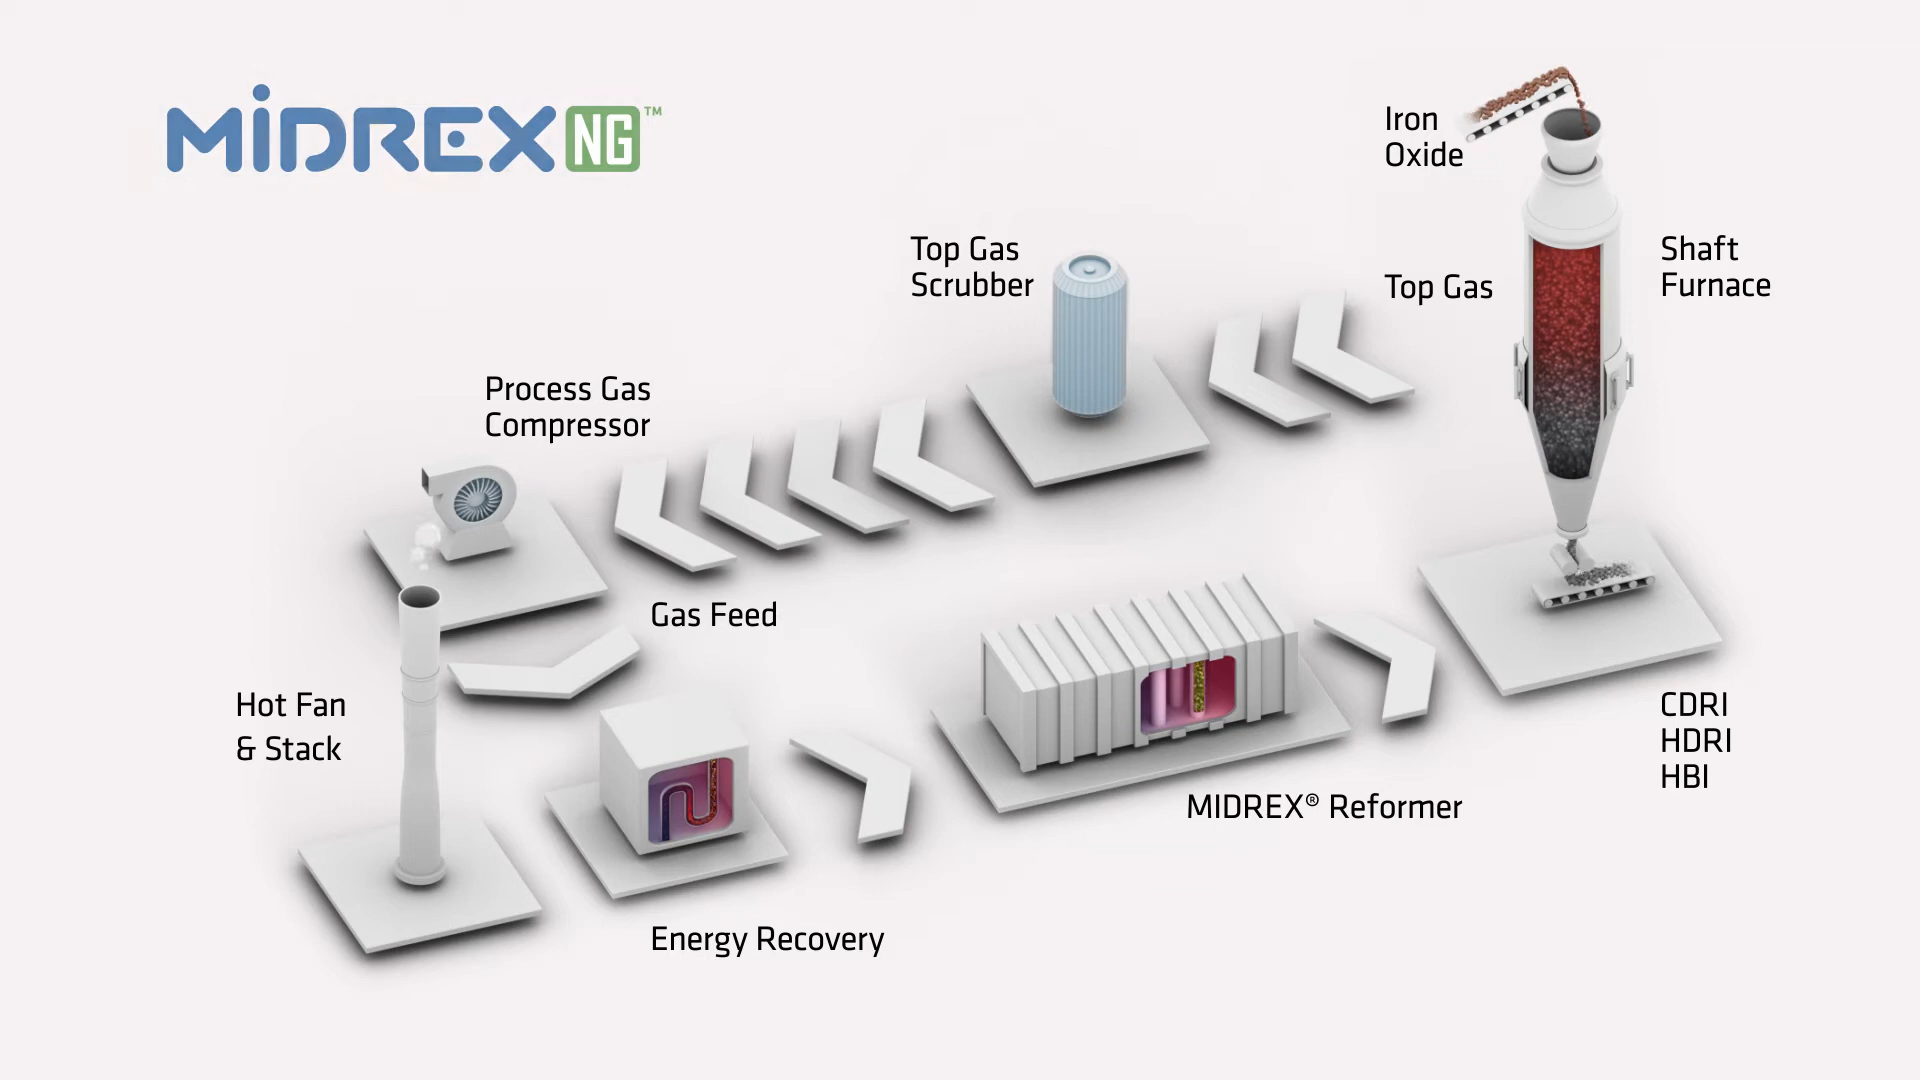 MIDREX NG™
Iron
Oxide
Top Gas
Scrubber
Top Gas
Shaft
Furnace
Process Gas
Compressor
Gas Feed
Hot Fan
& Stack
CDRI
HDRI
HBI
MIDREX® Reformer
Energy Recovery